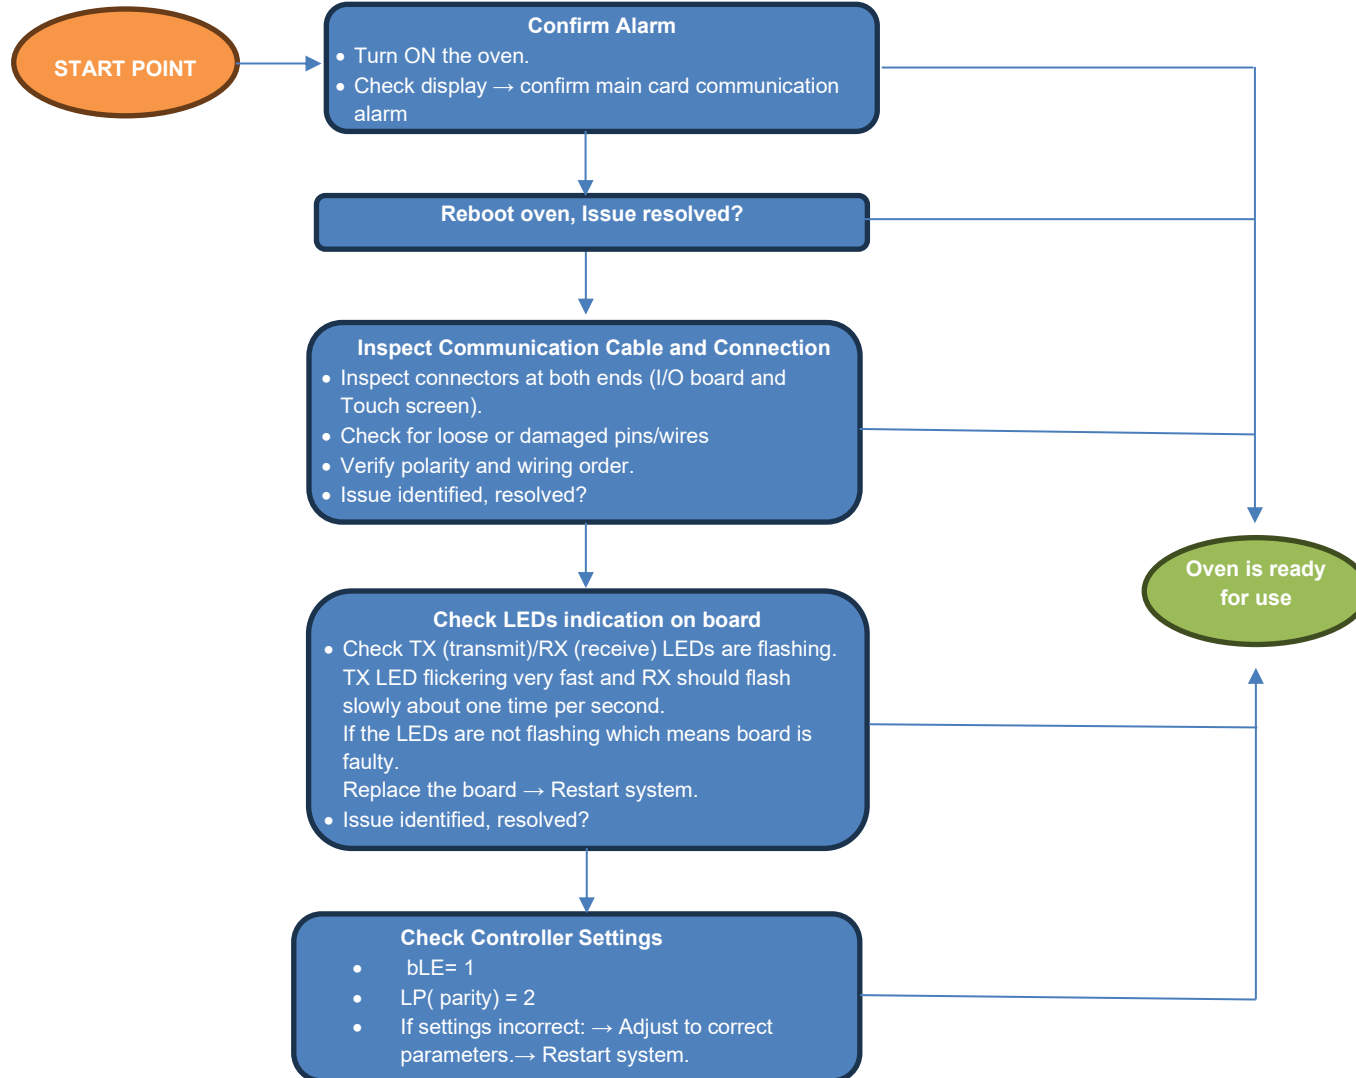 START POINT
Confirm Alarm
• Turn ON the oven.
• Check display → confirm main card communication
alarm
Reboot oven, Issue resolved?
Inspect Communication Cable and Connection
• Inspect connectors at both ends (I/O board and
Touch screen).
• Check for loose or damaged pins/wires
• Verify polarity and wiring order.
• Issue identified, resolved?
Check LEDs indication on board
• Check TX (transmit)/RX (receive) LEDs are flashing.
TX LED flickering very fast and RX should flash
slowly about one time per second.
If the LEDs are not flashing which means board is
faulty.
Replace the board → Restart system.
• Issue identified, resolved?
Check Controller Settings
• bLE= 1
• LP( parity) = 2
• If settings incorrect: → Adjust to correct
parameters.→ Restart system.
Oven is ready
for use